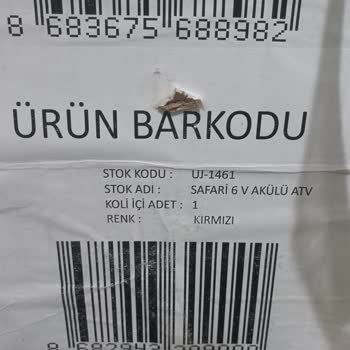 8 683675 688982
ÜRÜN BARKODU
STOK KODU : UJ-1461
STOK ADI : SAFARİ 6 V AKÜLÜ ATV
KOLİ İÇİ ADET : 1
RENK : KIRMIZI